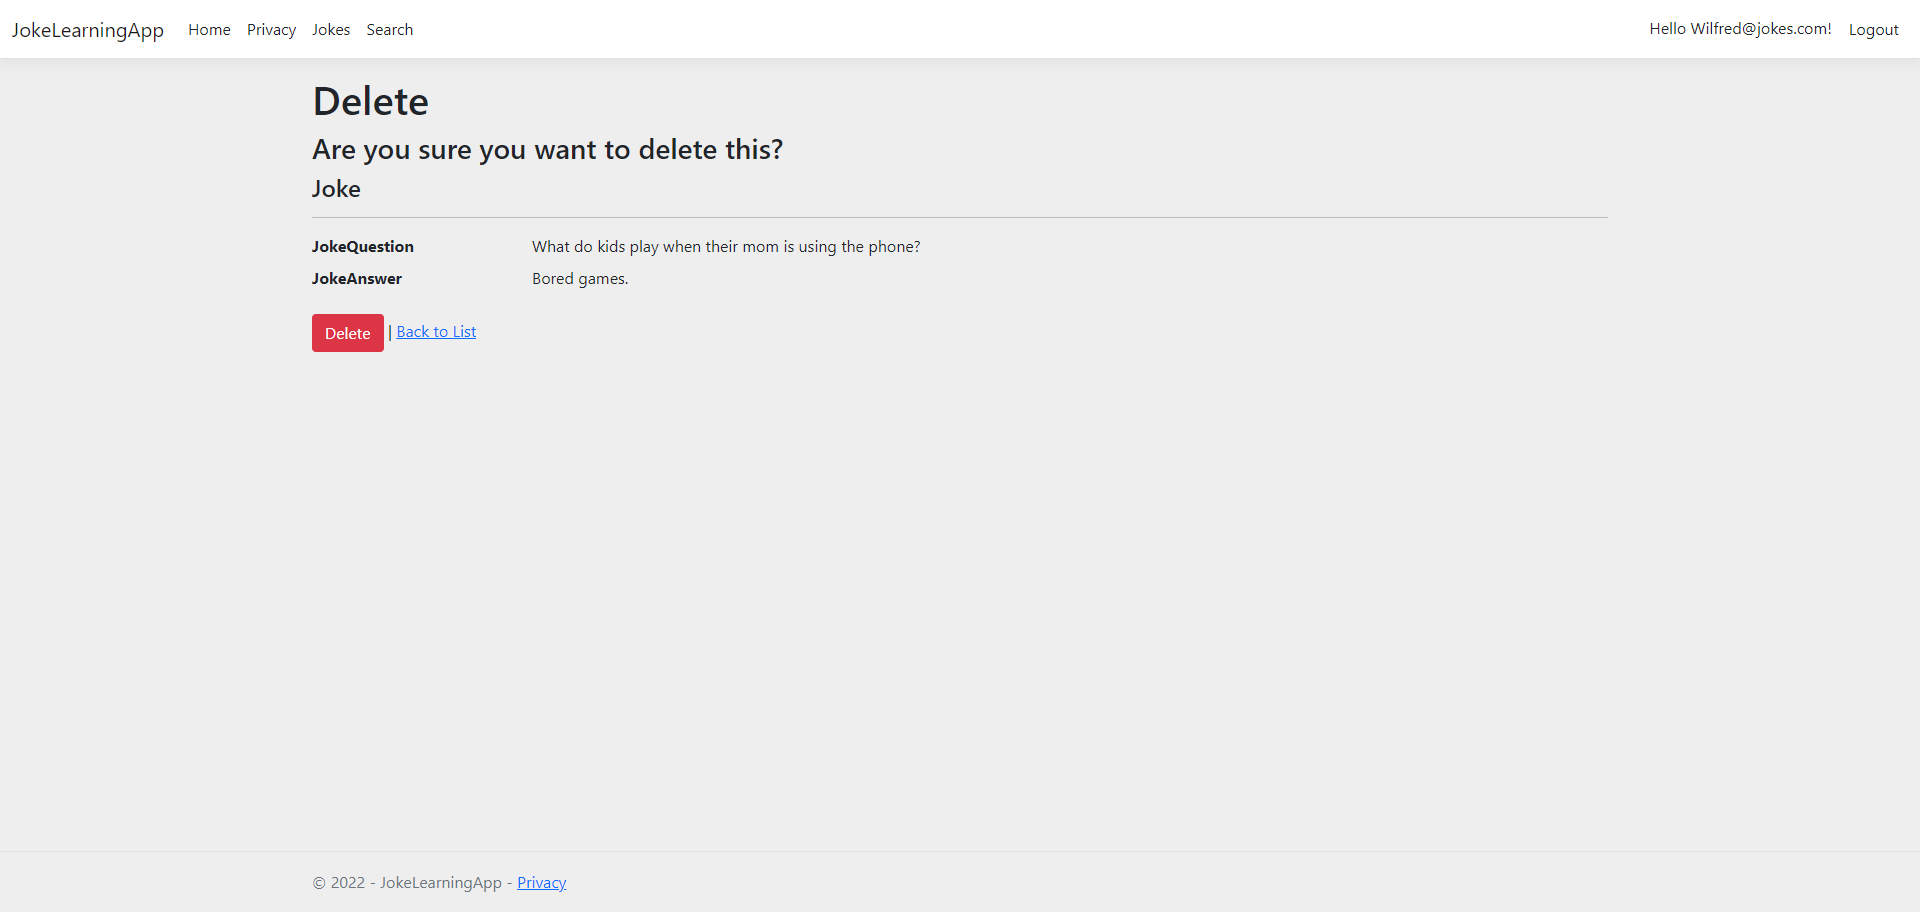 JokeLearningApp Home Privacy Jokes Search Hello Wilfred@jokes.com! Logout
Delete
Are you sure you want to delete this?
Joke
JokeQuestion What do kids play when their mom is using the phone?
JokeAnswer Bored games.
Delete | Back to List
© 2022 - JokeLearningApp - Privacy